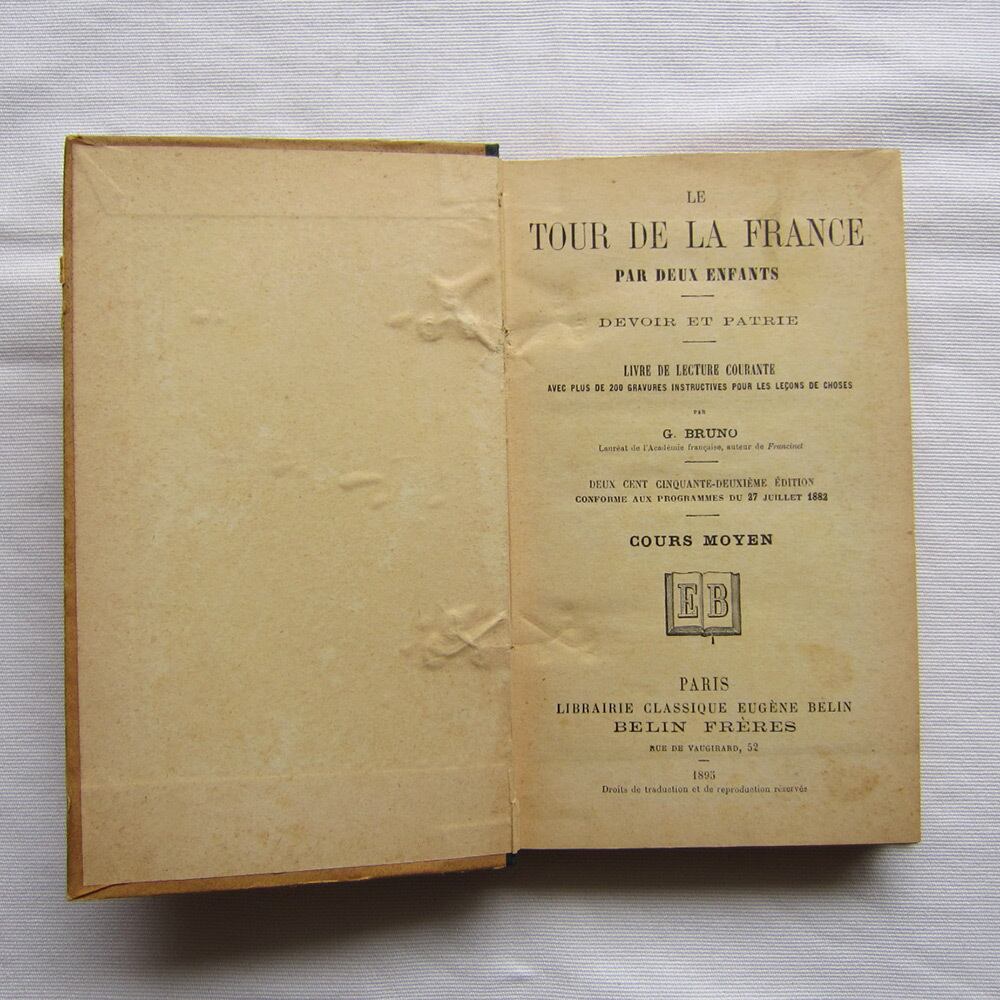 LE
TOUR DE LA FRANCE
PAR DEUX ENFANTS
DEVOIR ET PATRIE
LIVRE DE LECTURE COURANTE
AVEC PLUS DE 200 GRAVURES INSTRUCTIVES POUR LES LEÇONS DE CHOSES
PAR
G. BRUNO
Lauréat de l'Académie française, auteur de Francinet
DEUX CENT CINQUANTE-DEUXIÈME ÉDITION
CONFORME AUX PROGRAMMES DU 27 JUILLET 1882
COURS MOYEN
E B
PARIS
LIBRAIRIE CLASSIQUE EUGÈNE BELIN
BELIN FRÈRES
RUE DE VAUGIRARD, 52
1895
Droits de traduction et de reproduction réservés